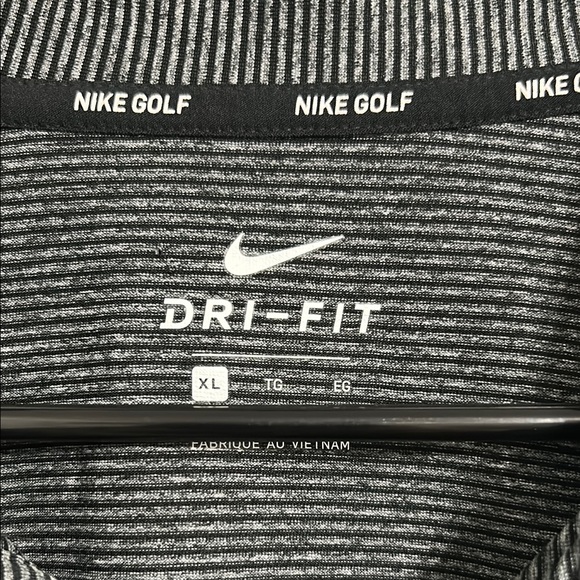 NIKE GOLF NIKE GOLF NIKE GOLF
DRI-FIT
XL TG EG
FABRIQUE AU VIETNAM